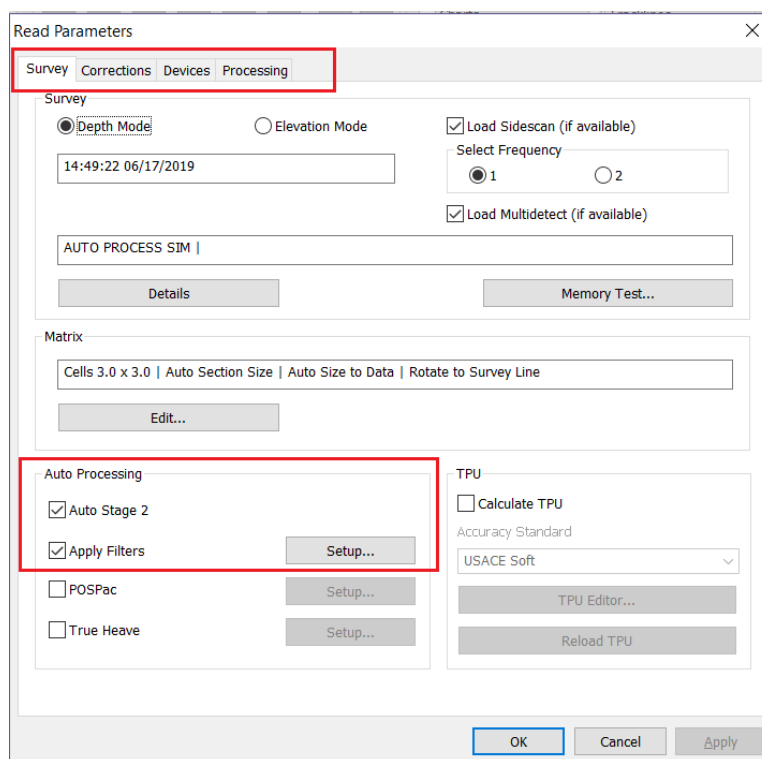 Read Parameters
Survey Corrections Devices Processing
Survey
Depth Mode
Elevation Mode
Load Sidescan (if available)
14:49:22 06/17/2019
Select Frequency
1
2
Load Multidetect (if available)
AUTO PROCESS SIM |
Details
Memory Test...
Matrix
Cells 3.0 x 3.0 | Auto Section Size | Auto Size to Data | Rotate to Survey Line
Edit...
Auto Processing
Auto Stage 2
Apply Filters
Setup...
POSPac
Setup...
True Heave
Setup...
TPU
Calculate TPU
Accuracy Standard
USACE Soft
TPU Editor...
Reload TPU
OK
Cancel
Apply